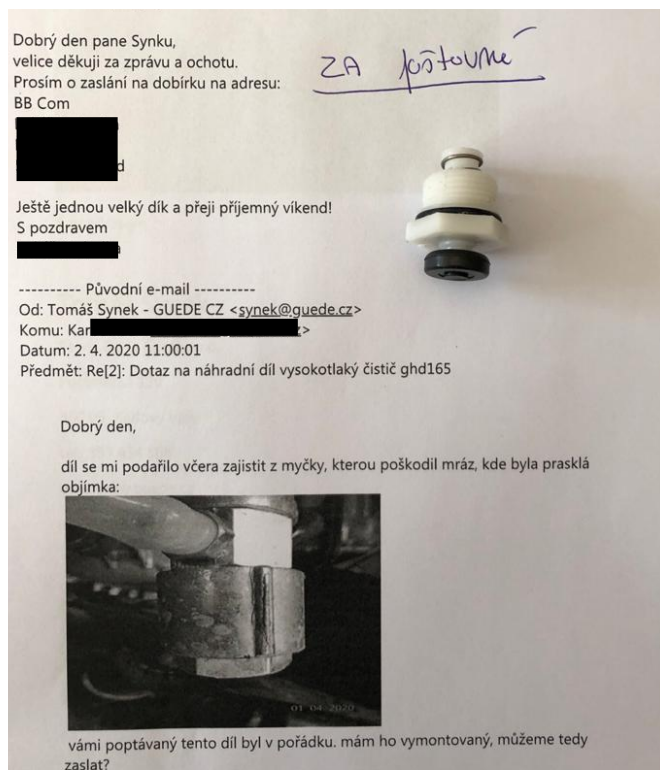 Dobrý den pane Synku,
velice děkuji za zprávu a ochotu.
Prosím o zaslání na dobírku na adresu:
ZA poštovné
BB Com
d
Ještě jednou velký dík a přeji příjemný víkend!
S pozdravem
---------- Původní e-mail ----------
Od: Tomáš Synek - GUEDE CZ <synek@guede.cz>
Komu: Kar
Datum: 2. 4. 2020 11:00:01
Předmět: Re[2]: Dotaz na náhradní díl vysokotlaký čistič ghd165
Dobrý den,
díl se mi podařilo včera zajistit z myčky, kterou poškodil mráz, kde byla prasklá
objímka:
01 04 2020
vámi poptávaný tento díl byl v pořádku. mám ho vymontovaný, můžeme tedy
zaslat?